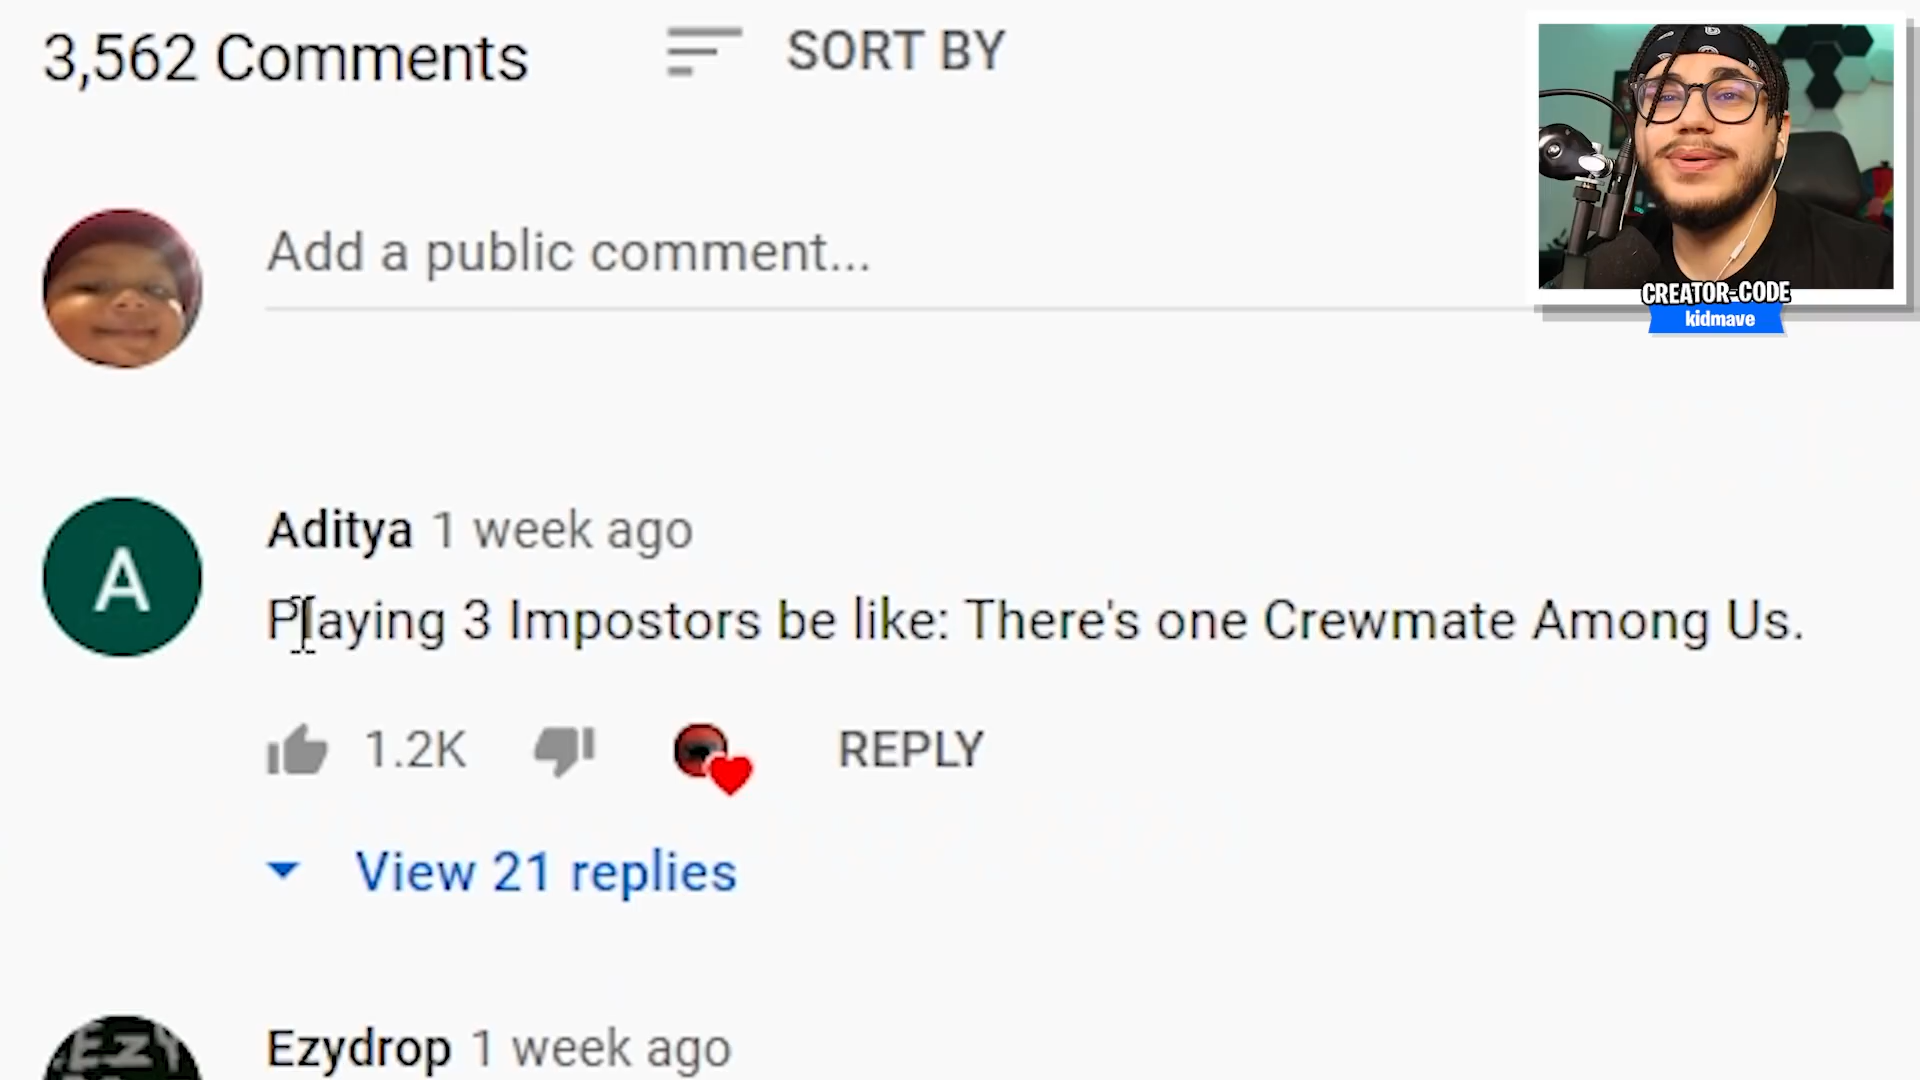 3,562 Comments
SORT BY
Add a public comment...
CREATOR-CODE
kidmave
Aditya 1 week ago
Playing 3 Impostors be like: There's one Crewmate Among Us.
A
1.2K
REPLY
View 21 replies
Ezydrop 1 week ago